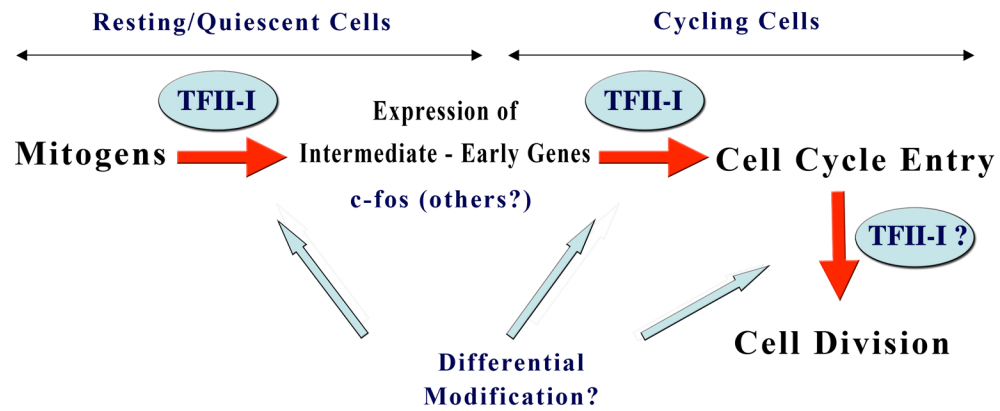 Resting/Quiescent Cells
Cycling Cells
TFII-I
TFII-I
Expression of
Mitogens
Intermediate - Early Genes
Cell Cycle Entry
c-fos (others?)
TFII-I ?
Cell Division
Differential
Modification?